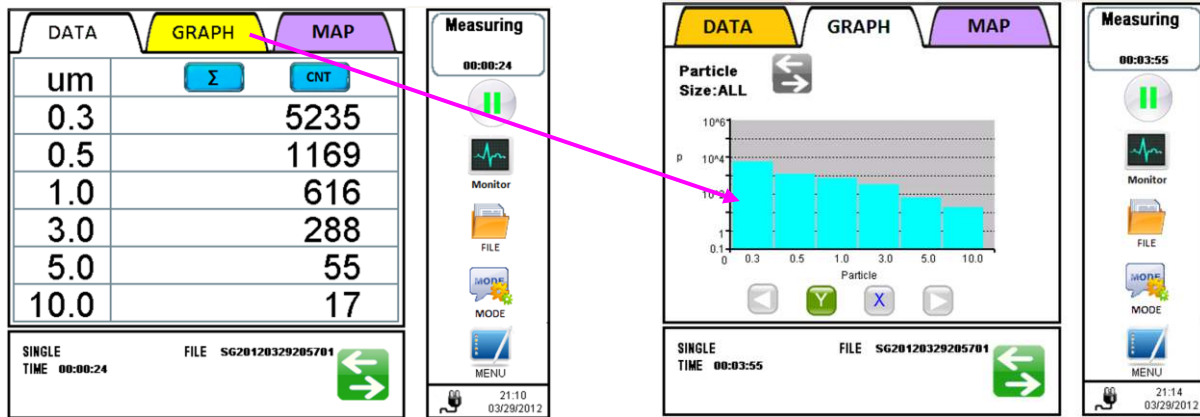 DATA GRAPH MAP
um Σ CNT
0.3 5235
0.5 1169
1.0 616
3.0 288
5.0 55
10.0 17
SINGLE FILE SG20120329205701
TIME 00:00:24
Measuring
00:00:24
Monitor
FILE
MODE
MODE
MENU
21:10
03/29/2012
DATA GRAPH MAP
Particle
Size:ALL
10^6
p 10^4
10^2
1
0.1
0 0.3 0.5 1.0 3.0 5.0 10.0
Particle
Y X
SINGLE FILE SG20120329205701
TIME 00:03:55
Measuring
00:03:55
Monitor
FILE
MODE
MODE
MENU
21:14
03/29/2012